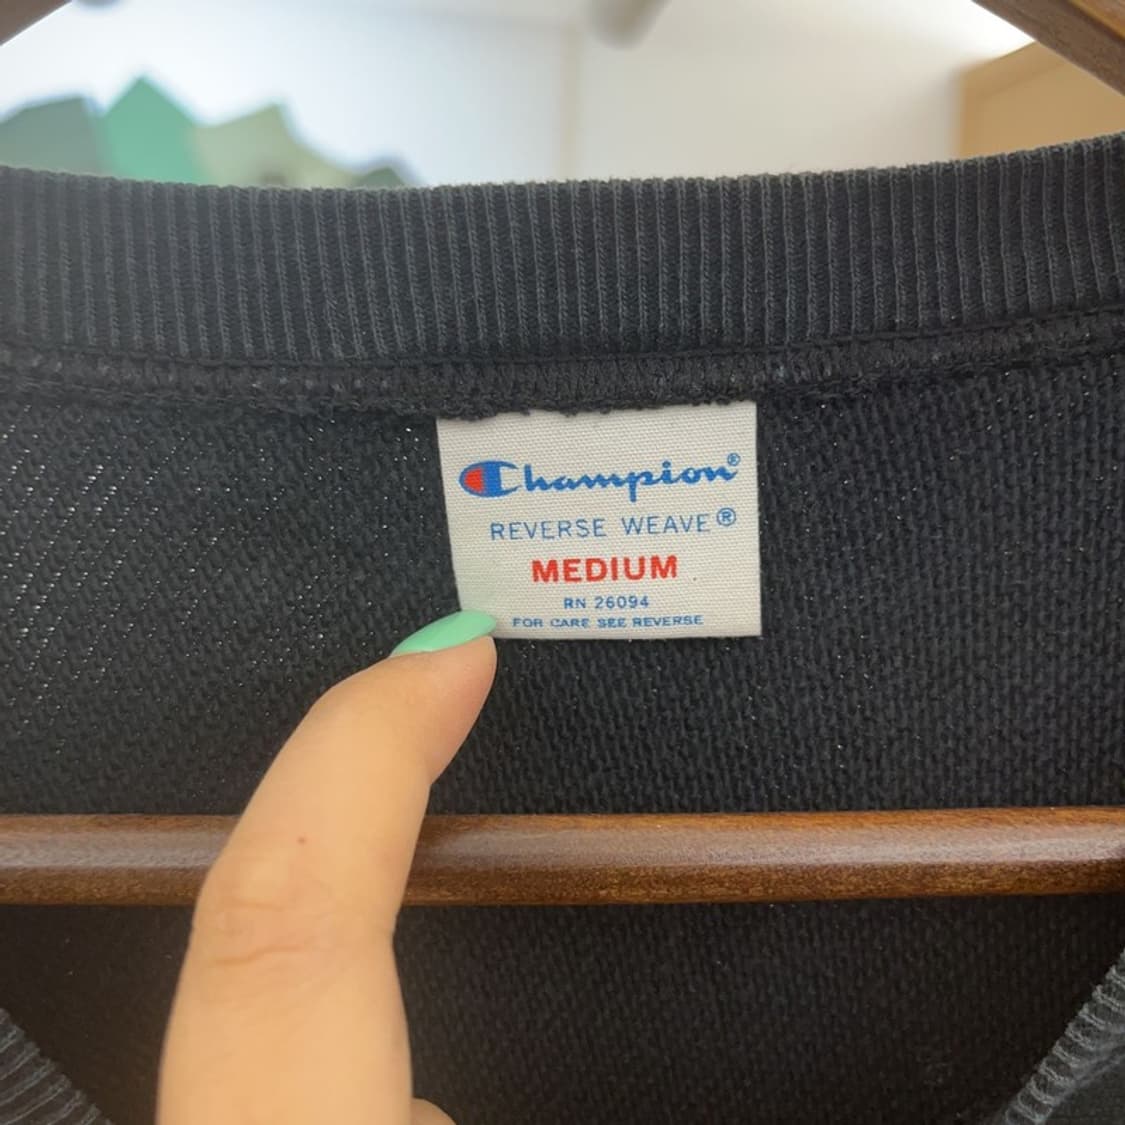 Champion®
REVERSE WEAVE®
MEDIUM
RN 26094
FOR CARE SEE REVERSE